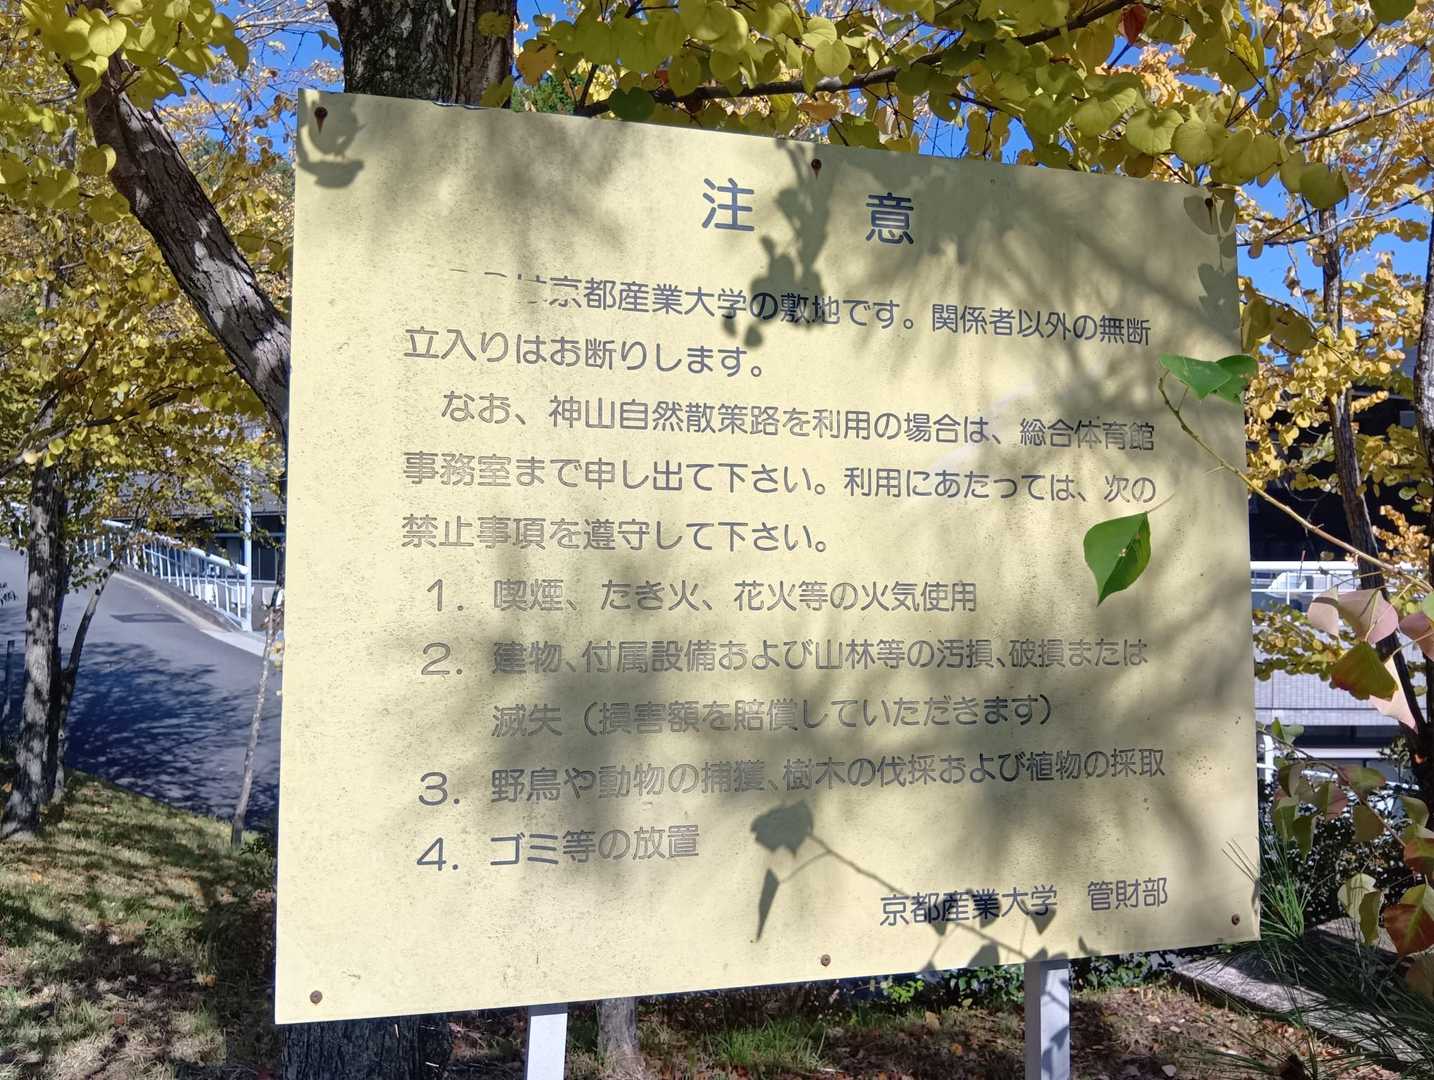 注意
ここは京都産業大学の敷地です。関係者以外の無断
立入りはお断りします。
なお、神山自然散策路を利用の場合は、総合体育館
事務室まで申し出て下さい。利用にあたっては、次の
禁止事項を遵守して下さい。
1. 喫煙、たき火、花火等の火気使用
2. 建物、付属設備および山林等の汚損、破損または
滅失（損害額を賠償していただきます）
3. 野鳥や動物の捕獲、樹木の伐採および植物の採取
4. ゴミ等の放置
京都産業大学 管財部